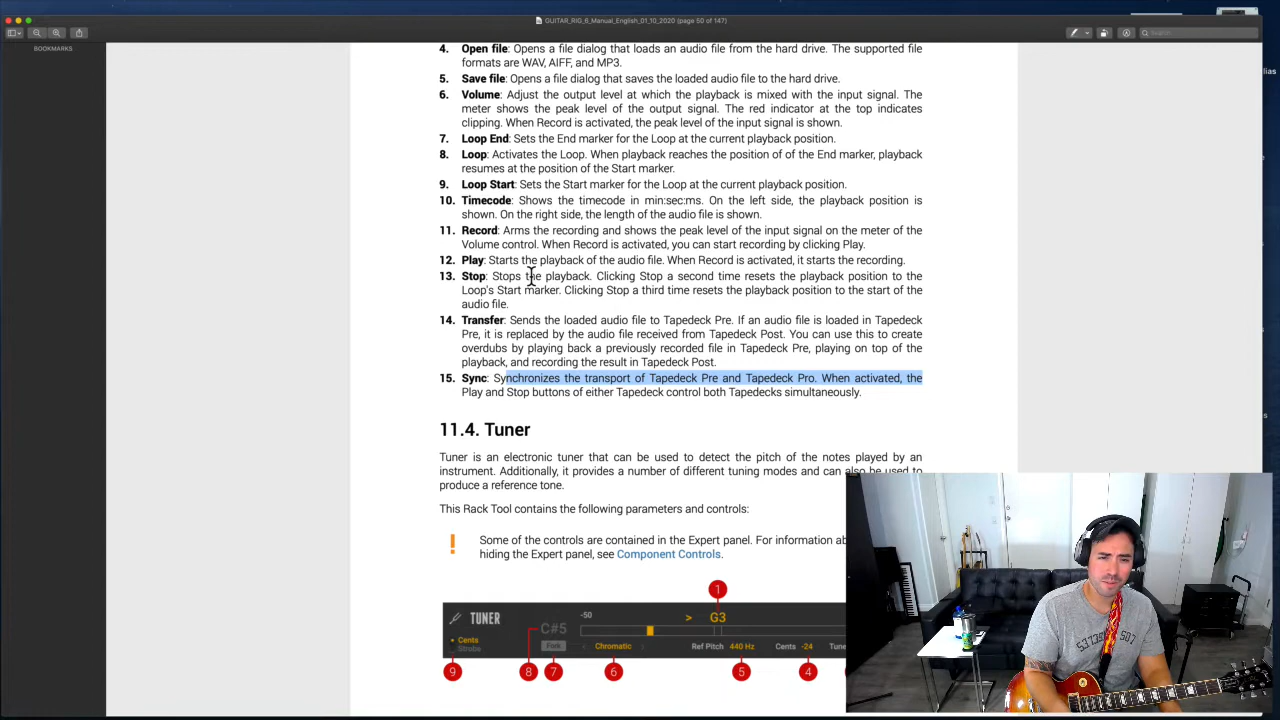 GUITAR_RIG_6_Manual_English_01_10_2020 (page 50 of 147)
Search
BOOKMARKS
4. Open file: Opens a file dialog that loads an audio file from the hard drive. The supported file
formats are WAV, AIFF, and MP3.
5. Save file: Opens a file dialog that saves the loaded audio file to the hard drive.
6. Volume: Adjust the output level at which the playback is mixed with the input signal. The
meter shows the peak level of the output signal. The red indicator at the top indicates
clipping. When Record is activated, the peak level of the input signal is shown.
7. Loop End: Sets the End marker for the Loop at the current playback position.
8. Loop: Activates the Loop. When playback reaches the position of of the End marker, playback
resumes at the position of the Start marker.
9. Loop Start: Sets the Start marker for the Loop at the current playback position.
10. Timecode: Shows the timecode in min:sec:ms. On the left side, the playback position is
shown. On the right side, the length of the audio file is shown.
11. Record: Arms the recording and shows the peak level of the input signal on the meter of the
Volume control. When Record is activated, you can start recording by clicking Play.
12. Play: Starts the playback of the audio file. When Record is activated, it starts the recording.
13. Stop: Stops the playback. Clicking Stop a second time resets the playback position to the
Loop's Start marker. Clicking Stop a third time resets the playback position to the start of the
audio file.
14. Transfer: Sends the loaded audio file to Tapedeck Pre. If an audio file is loaded in Tapedeck
Pre, it is replaced by the audio file received from Tapedeck Post. You can use this to create
overdubs by playing back a previously recorded file in Tapedeck Pre, playing on top of the
playback, and recording the result in Tapedeck Post.
15. Sync: Synchronizes the transport of Tapedeck Pre and Tapedeck Pro. When activated, the
Play and Stop buttons of either Tapedeck control both Tapedecks simultaneously.
11.4. Tuner
Tuner is an electronic tuner that can be used to detect the pitch of the notes played by an
instrument. Additionally, it provides a number of different tuning modes and can also be used to
produce a reference tone.
This Rack Tool contains the following parameters and controls:
! Some of the controls are contained in the Expert panel. For information
hiding the Expert panel, see Component Controls.
1
TUNER C#5 -50 > G3
Cents
Strobe Fork Chromatic Ref Pitch 440 Hz Cents -24
9 8 7 6 5 4